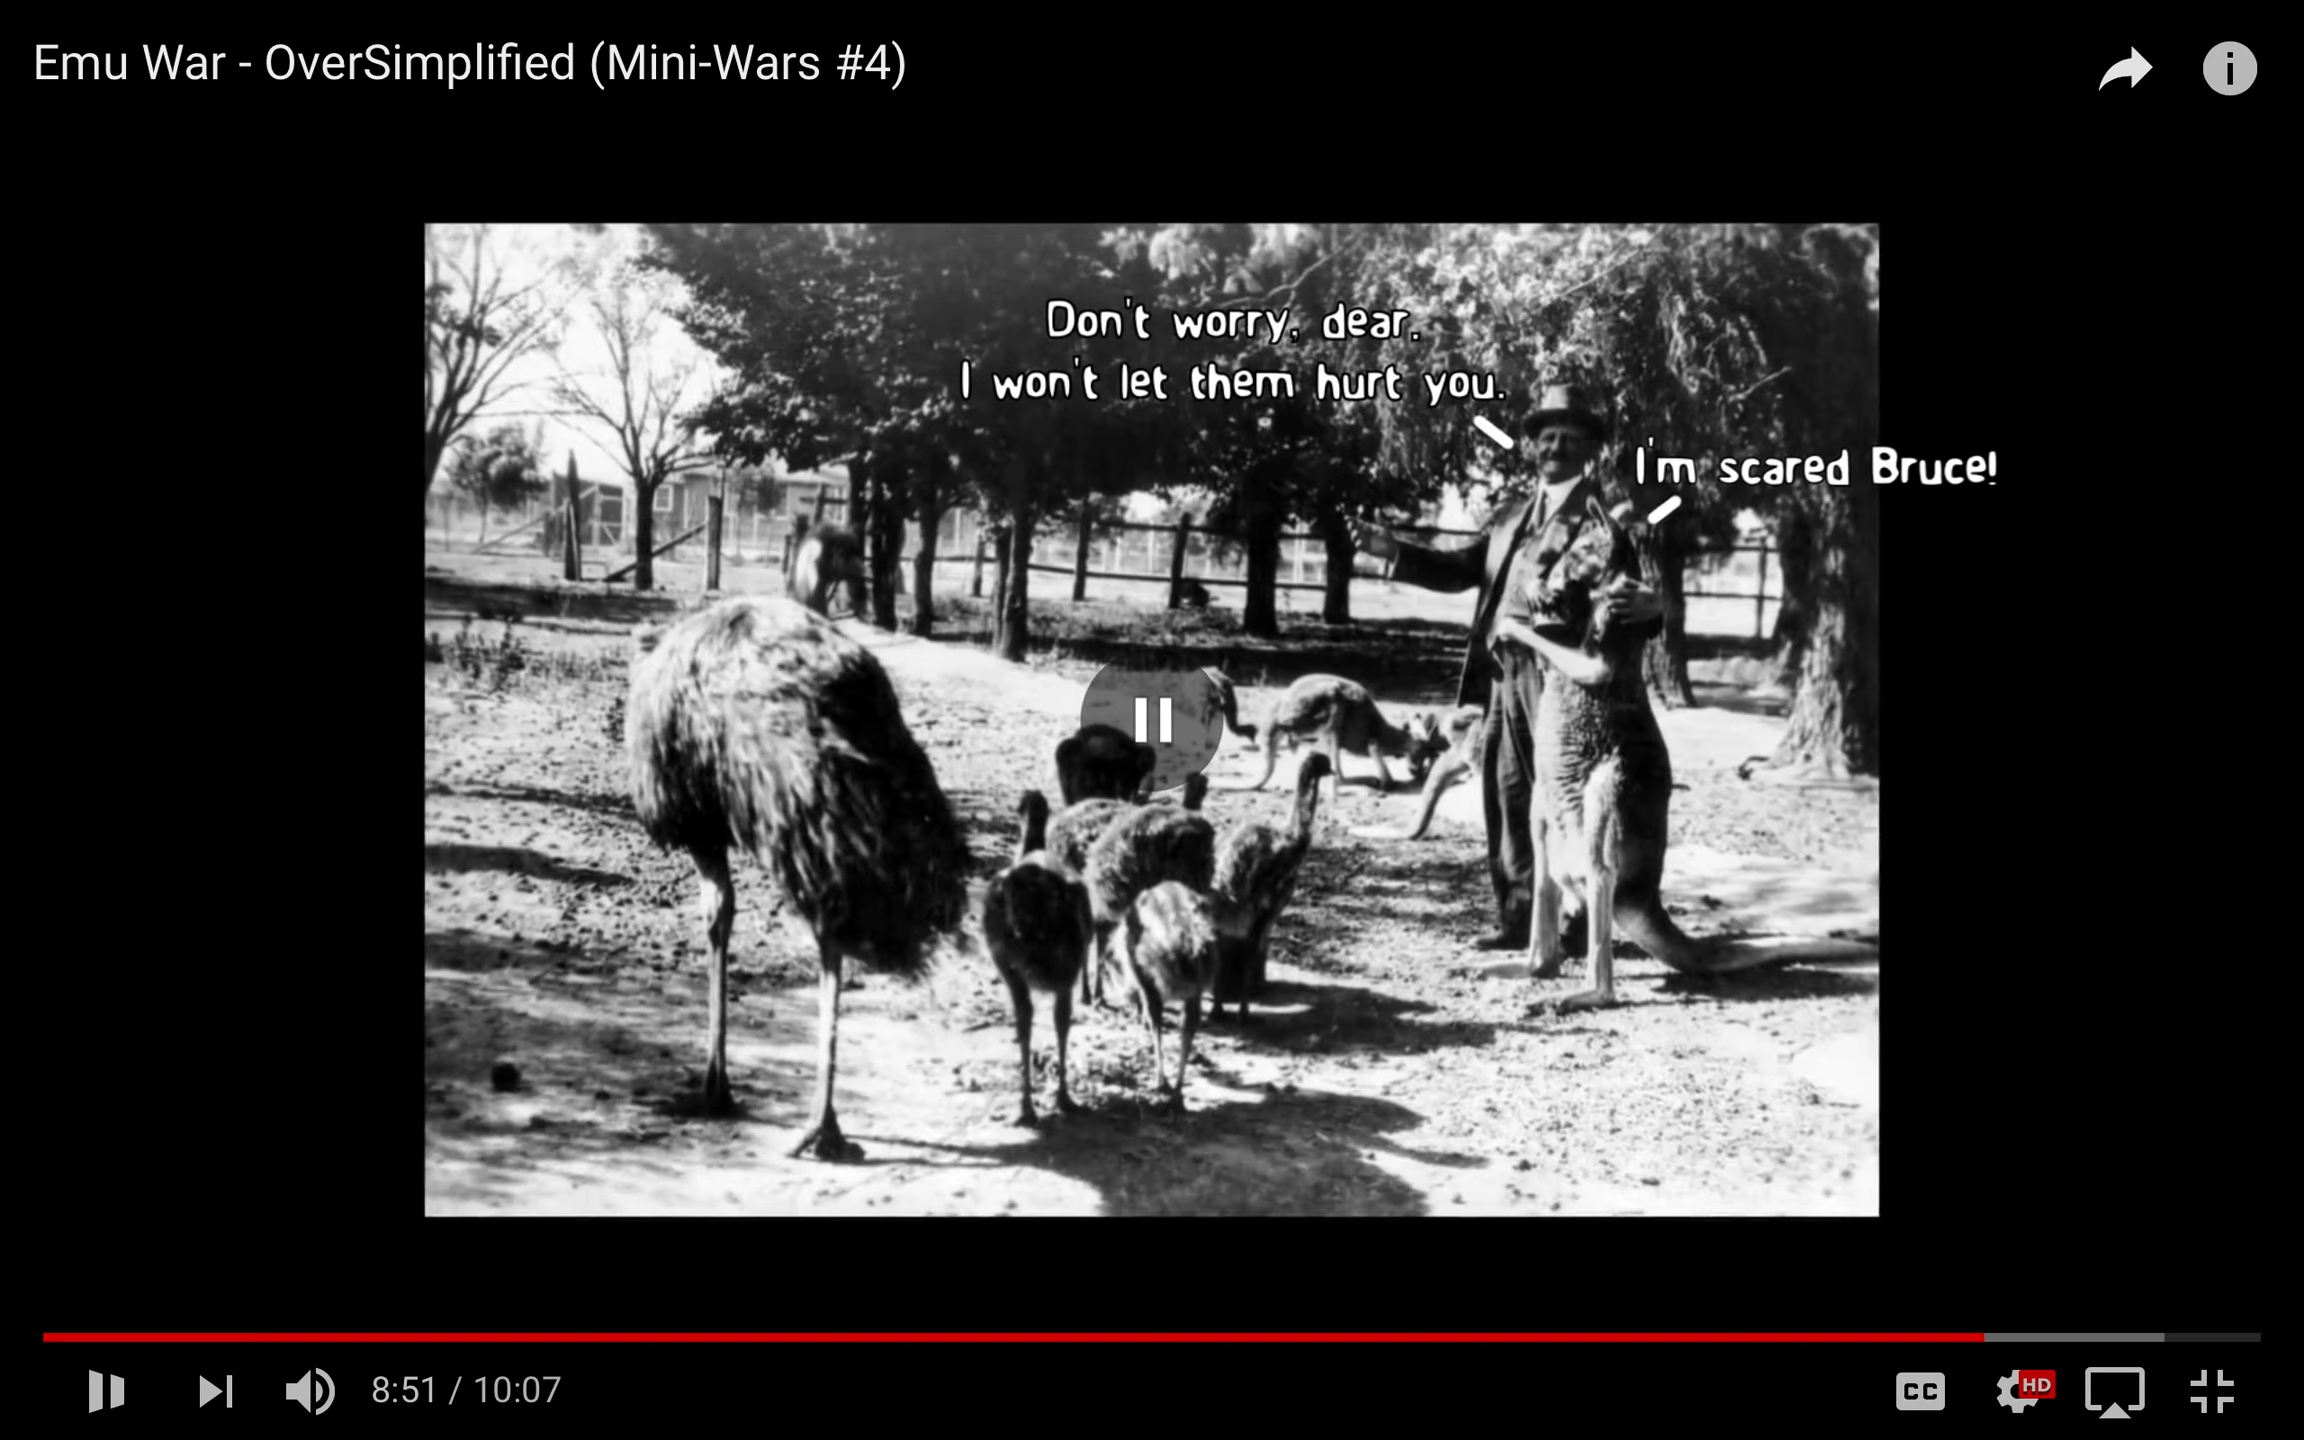 Emu War - OverSimplified (Mini-Wars #4)
i
Don't worry, dear.
I won't let them hurt you.
I'm scared Bruce!
8:51 / 10:07
CC
HD